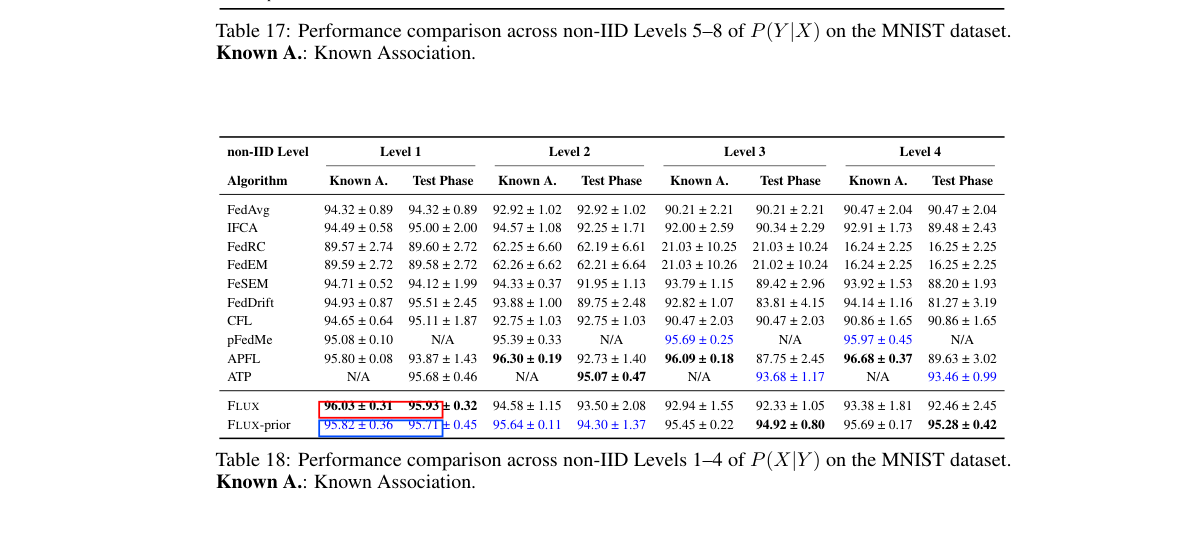 Table 17: Performance comparison across non-IID Levels 5–8 of P(Y|X) on the MNIST dataset.
Known A.: Known Association.
non-IID Level Level 1 Level 2 Level 3 Level 4
Algorithm Known A. Test Phase Known A. Test Phase Known A. Test Phase Known A. Test Phase
FedAvg 94.32 ± 0.89 94.32 ± 0.89 92.92 ± 1.02 92.92 ± 1.02 90.21 ± 2.21 90.21 ± 2.21 90.47 ± 2.04 90.47 ± 2.04
IFCA 94.49 ± 0.58 95.00 ± 2.00 94.57 ± 1.08 92.25 ± 1.71 92.00 ± 2.59 90.34 ± 2.29 92.91 ± 1.73 89.48 ± 2.43
FedRC 89.57 ± 2.74 89.60 ± 2.72 62.25 ± 6.60 62.19 ± 6.61 21.03 ± 10.25 21.03 ± 10.24 16.24 ± 2.25 16.25 ± 2.25
FedEM 89.59 ± 2.72 89.58 ± 2.72 62.26 ± 6.62 62.21 ± 6.64 21.03 ± 10.26 21.02 ± 10.24 16.24 ± 2.25 16.25 ± 2.25
FeSEM 94.71 ± 0.52 94.12 ± 1.99 94.33 ± 0.37 91.95 ± 1.13 93.79 ± 1.15 89.42 ± 2.96 93.92 ± 1.53 88.20 ± 1.93
FedDrift 94.93 ± 0.87 95.51 ± 2.45 93.88 ± 1.00 89.75 ± 2.48 92.82 ± 1.07 83.81 ± 4.15 94.14 ± 1.16 81.27 ± 3.19
CFL 94.65 ± 0.64 95.11 ± 1.87 92.75 ± 1.03 92.75 ± 1.03 90.47 ± 2.03 90.47 ± 2.03 90.86 ± 1.65 90.86 ± 1.65
pFedMe 95.08 ± 0.10 N/A 95.39 ± 0.33 N/A 95.69 ± 0.25 N/A 95.97 ± 0.45 N/A
APFL 95.80 ± 0.08 93.87 ± 1.43 96.30 ± 0.19 92.73 ± 1.40 96.09 ± 0.18 87.75 ± 2.45 96.68 ± 0.37 89.63 ± 3.02
ATP N/A 95.68 ± 0.46 N/A 95.07 ± 0.47 N/A 93.68 ± 1.17 N/A 93.46 ± 0.99
FLUX 96.03 ± 0.31 95.93 ± 0.32 94.58 ± 1.15 93.50 ± 2.08 92.94 ± 1.55 92.33 ± 1.05 93.38 ± 1.81 92.46 ± 2.45
FLUX-prior 95.82 ± 0.36 95.71 ± 0.45 95.64 ± 0.11 94.30 ± 1.37 95.45 ± 0.22 94.92 ± 0.80 95.69 ± 0.17 95.28 ± 0.42
Table 18: Performance comparison across non-IID Levels 1–4 of P(X|Y) on the MNIST dataset.
Known A.: Known Association.